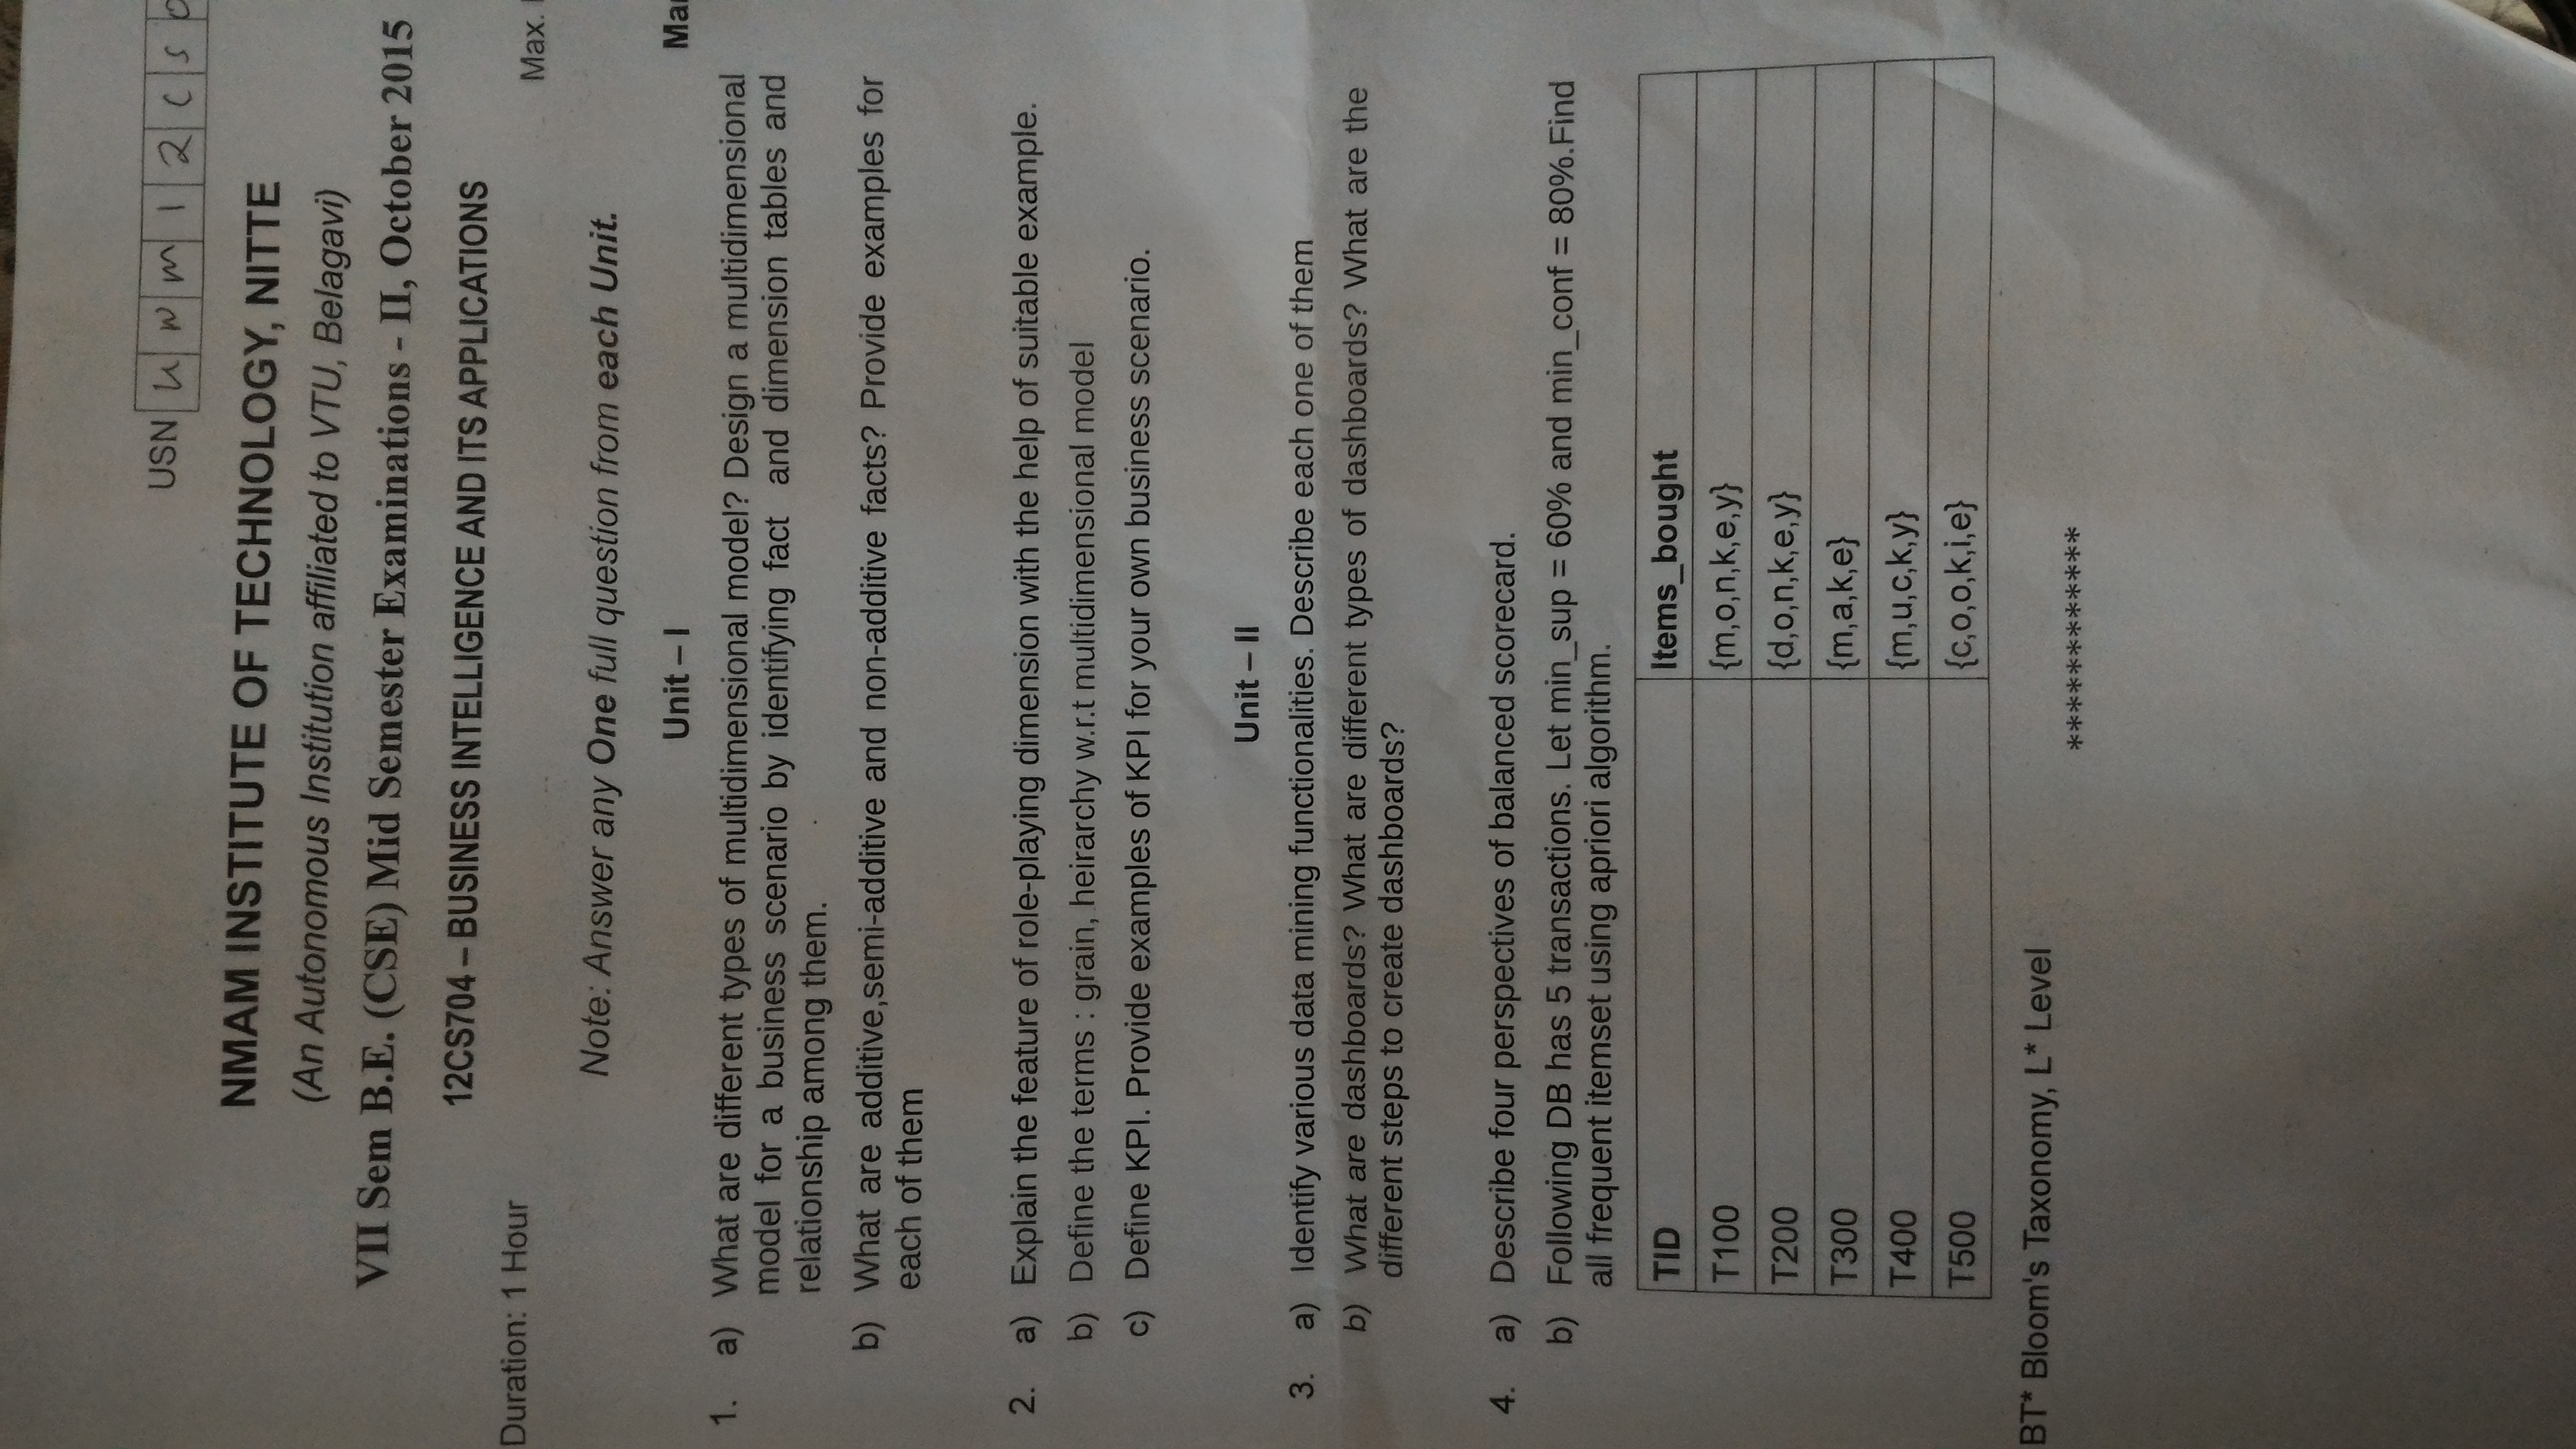 USN u n m 1 2 c s
NMAM INSTITUTE OF TECHNOLOGY, NITTE
(An Autonomous Institution affiliated to VTU, Belagavi)
VII Sem B.E. (CSE) Mid Semester Examinations - II, October 2015
12CS704 – BUSINESS INTELLIGENCE AND ITS APPLICATIONS
Duration: 1 Hour
Max.
Note: Answer any One full question from each Unit.
Unit – I
1. a) What are different types of multidimensional model? Design a multidimensional
model for a business scenario by identifying fact and dimension tables and
relationship among them.
b) What are additive,semi-additive and non-additive facts? Provide examples for
each of them
2. a) Explain the feature of role-playing dimension with the help of suitable example.
b) Define the terms : grain, heirarchy w.r.t multidimensional model
c) Define KPI. Provide examples of KPI for your own business scenario.
Unit – II
3. a) Identify various data mining functionalities. Describe each one of them
b) What are dashboards? What are different types of dashboards? What are the
different steps to create dashboards?
4. a) Describe four perspectives of balanced scorecard.
b) Following DB has 5 transactions. Let min_sup = 60% and min_conf = 80%.Find
all frequent itemset using apriori algorithm.
TID Items_bought
T100 {m,o,n,k,e,y}
T200 {d,o,n,k,e,y}
T300 {m,a,k,e}
T400 {m,u,c,k,y}
T500 {c,o,o,k,i,e}
BT* Bloom's Taxonomy, L* Level
************